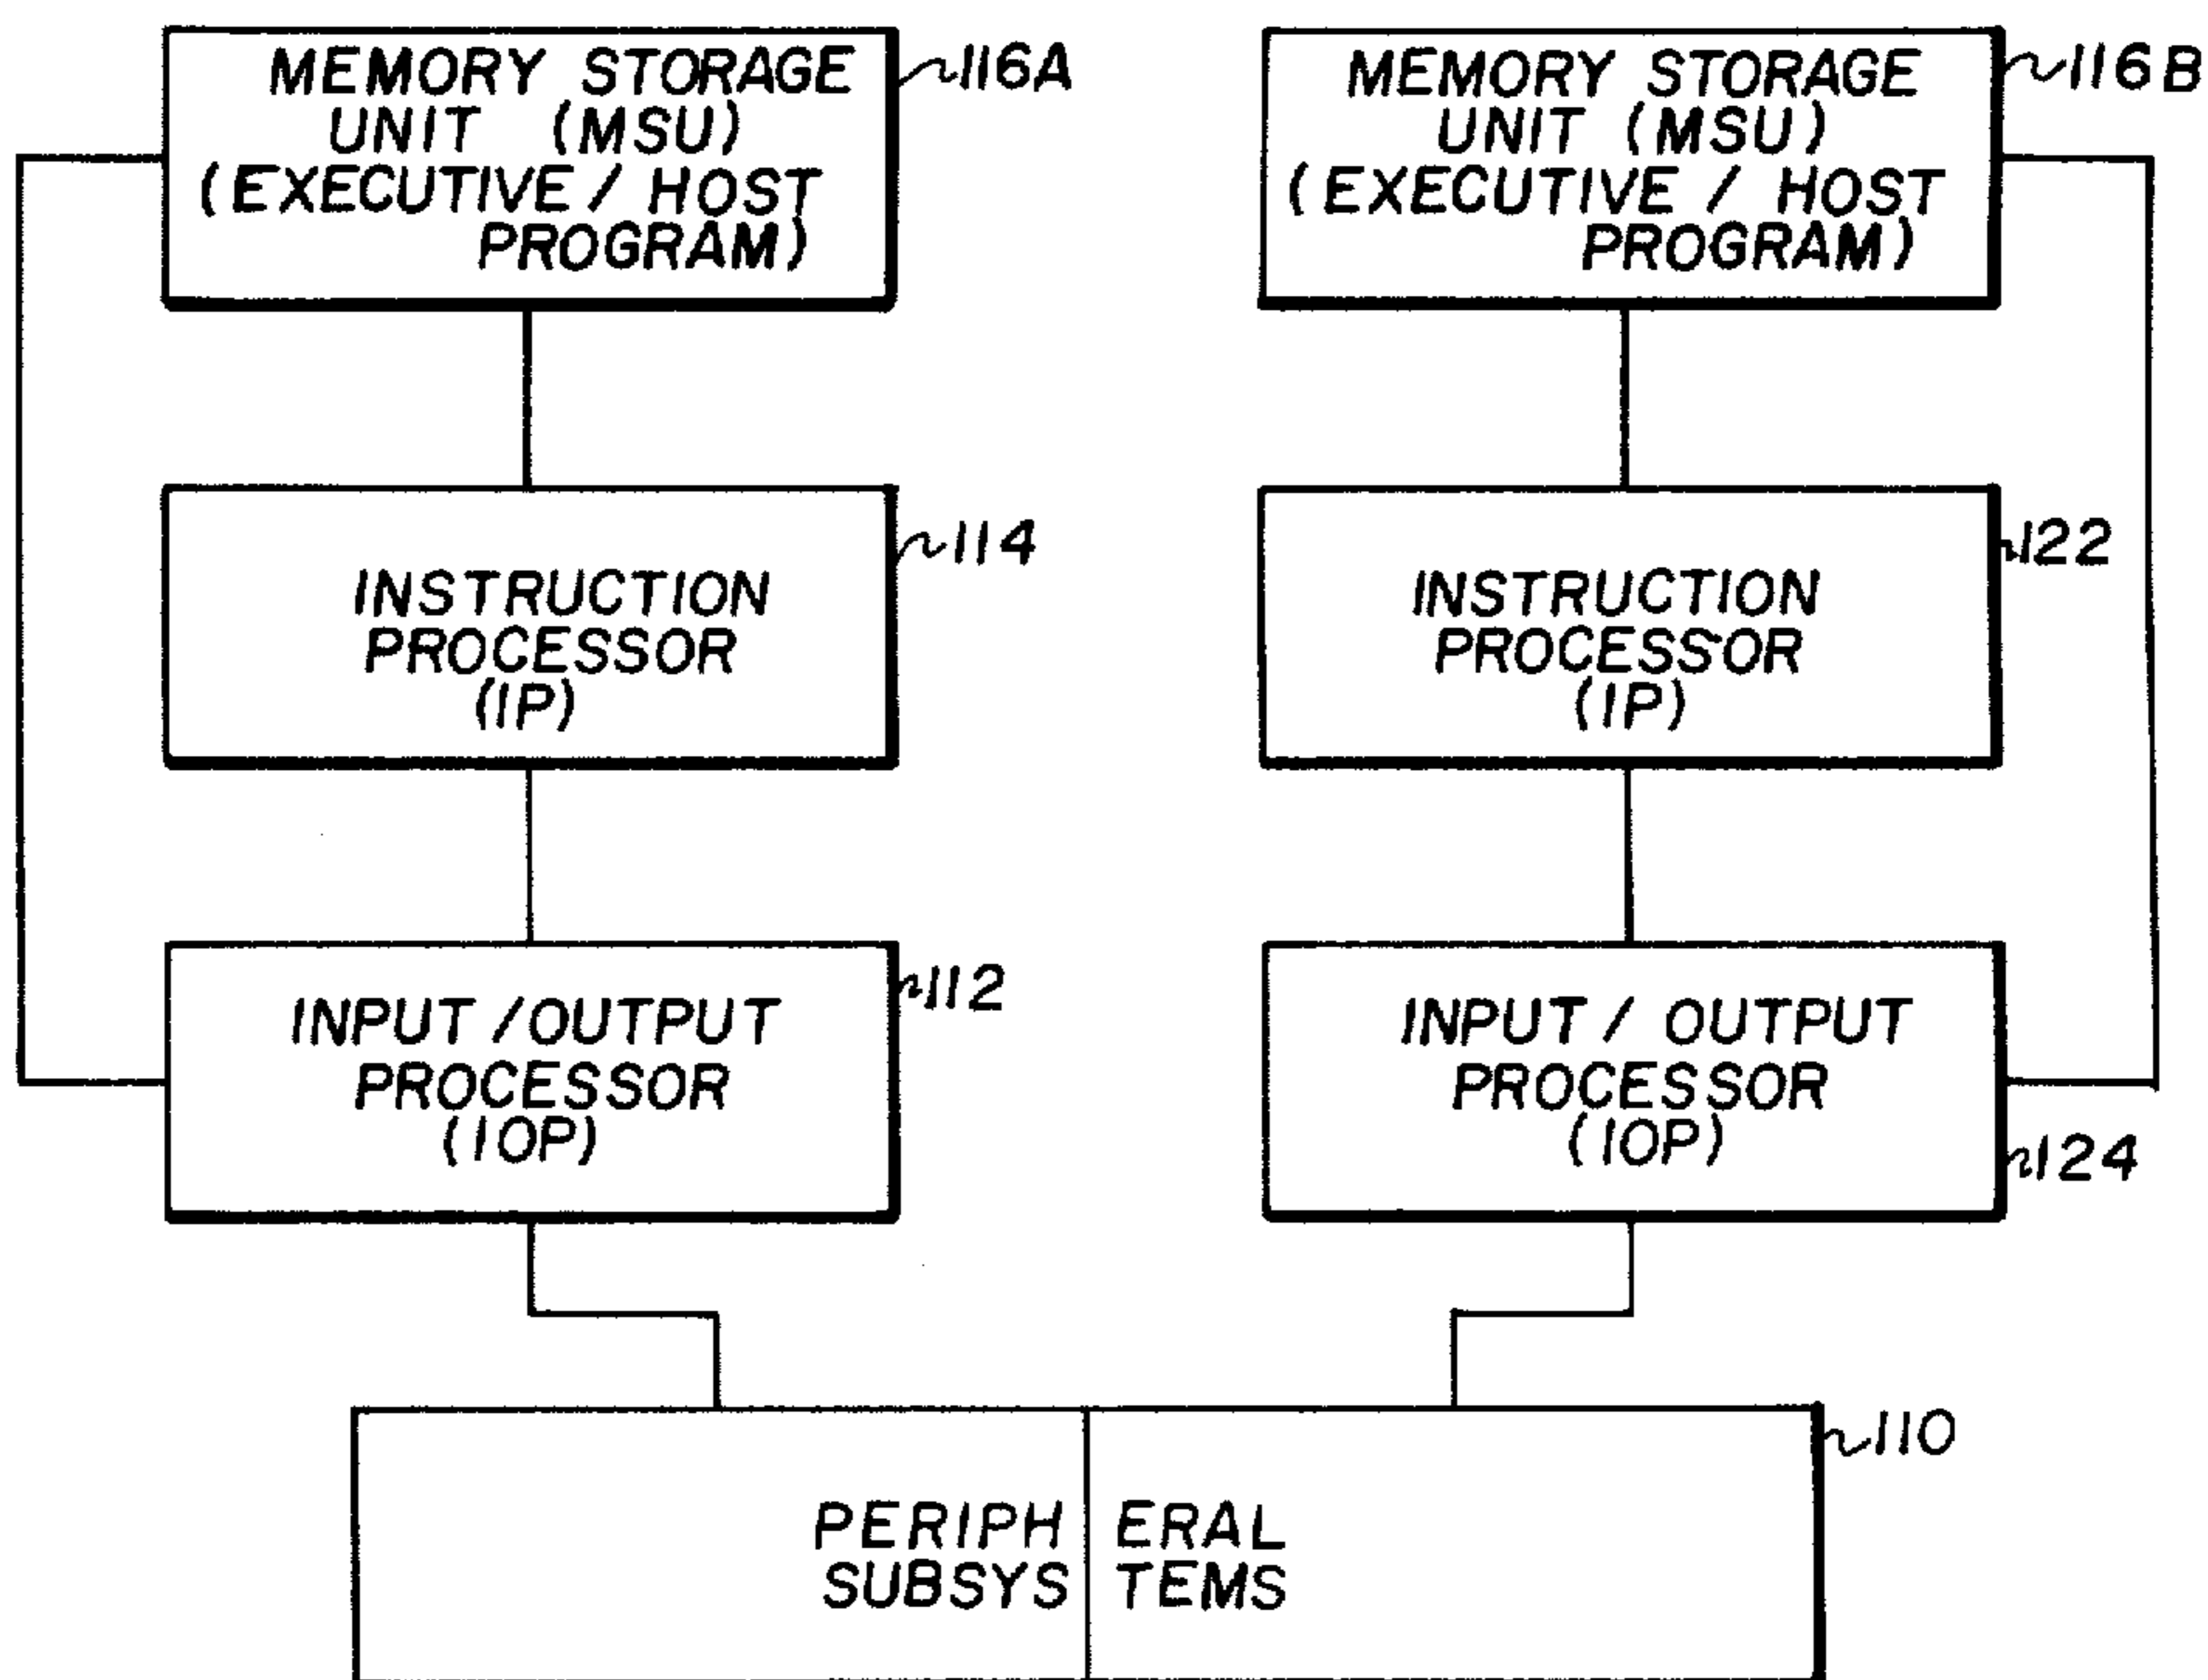 MEMORY STORAGE
UNIT (MSU)
(EXECUTIVE / HOST
PROGRAM)
116A
MEMORY STORAGE
UNIT (MSU)
(EXECUTIVE / HOST
PROGRAM)
116B
INSTRUCTION
PROCESSOR
(IP)
114
INSTRUCTION
PROCESSOR
(IP)
122
INPUT / OUTPUT
PROCESSOR
(IOP)
112
INPUT / OUTPUT
PROCESSOR
(IOP)
124
PERIPH ERAL
SUBSYS TEMS
110